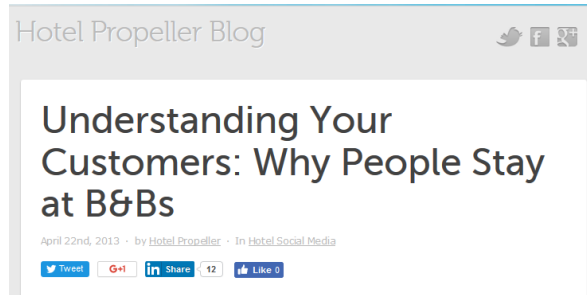 Hotel Propeller Blog
Understanding Your
Customers: Why People Stay
at B&Bs
April 22nd, 2013 · by Hotel Propeller · In Hotel Social Media
Tweet G+1 in Share 12 Like 0